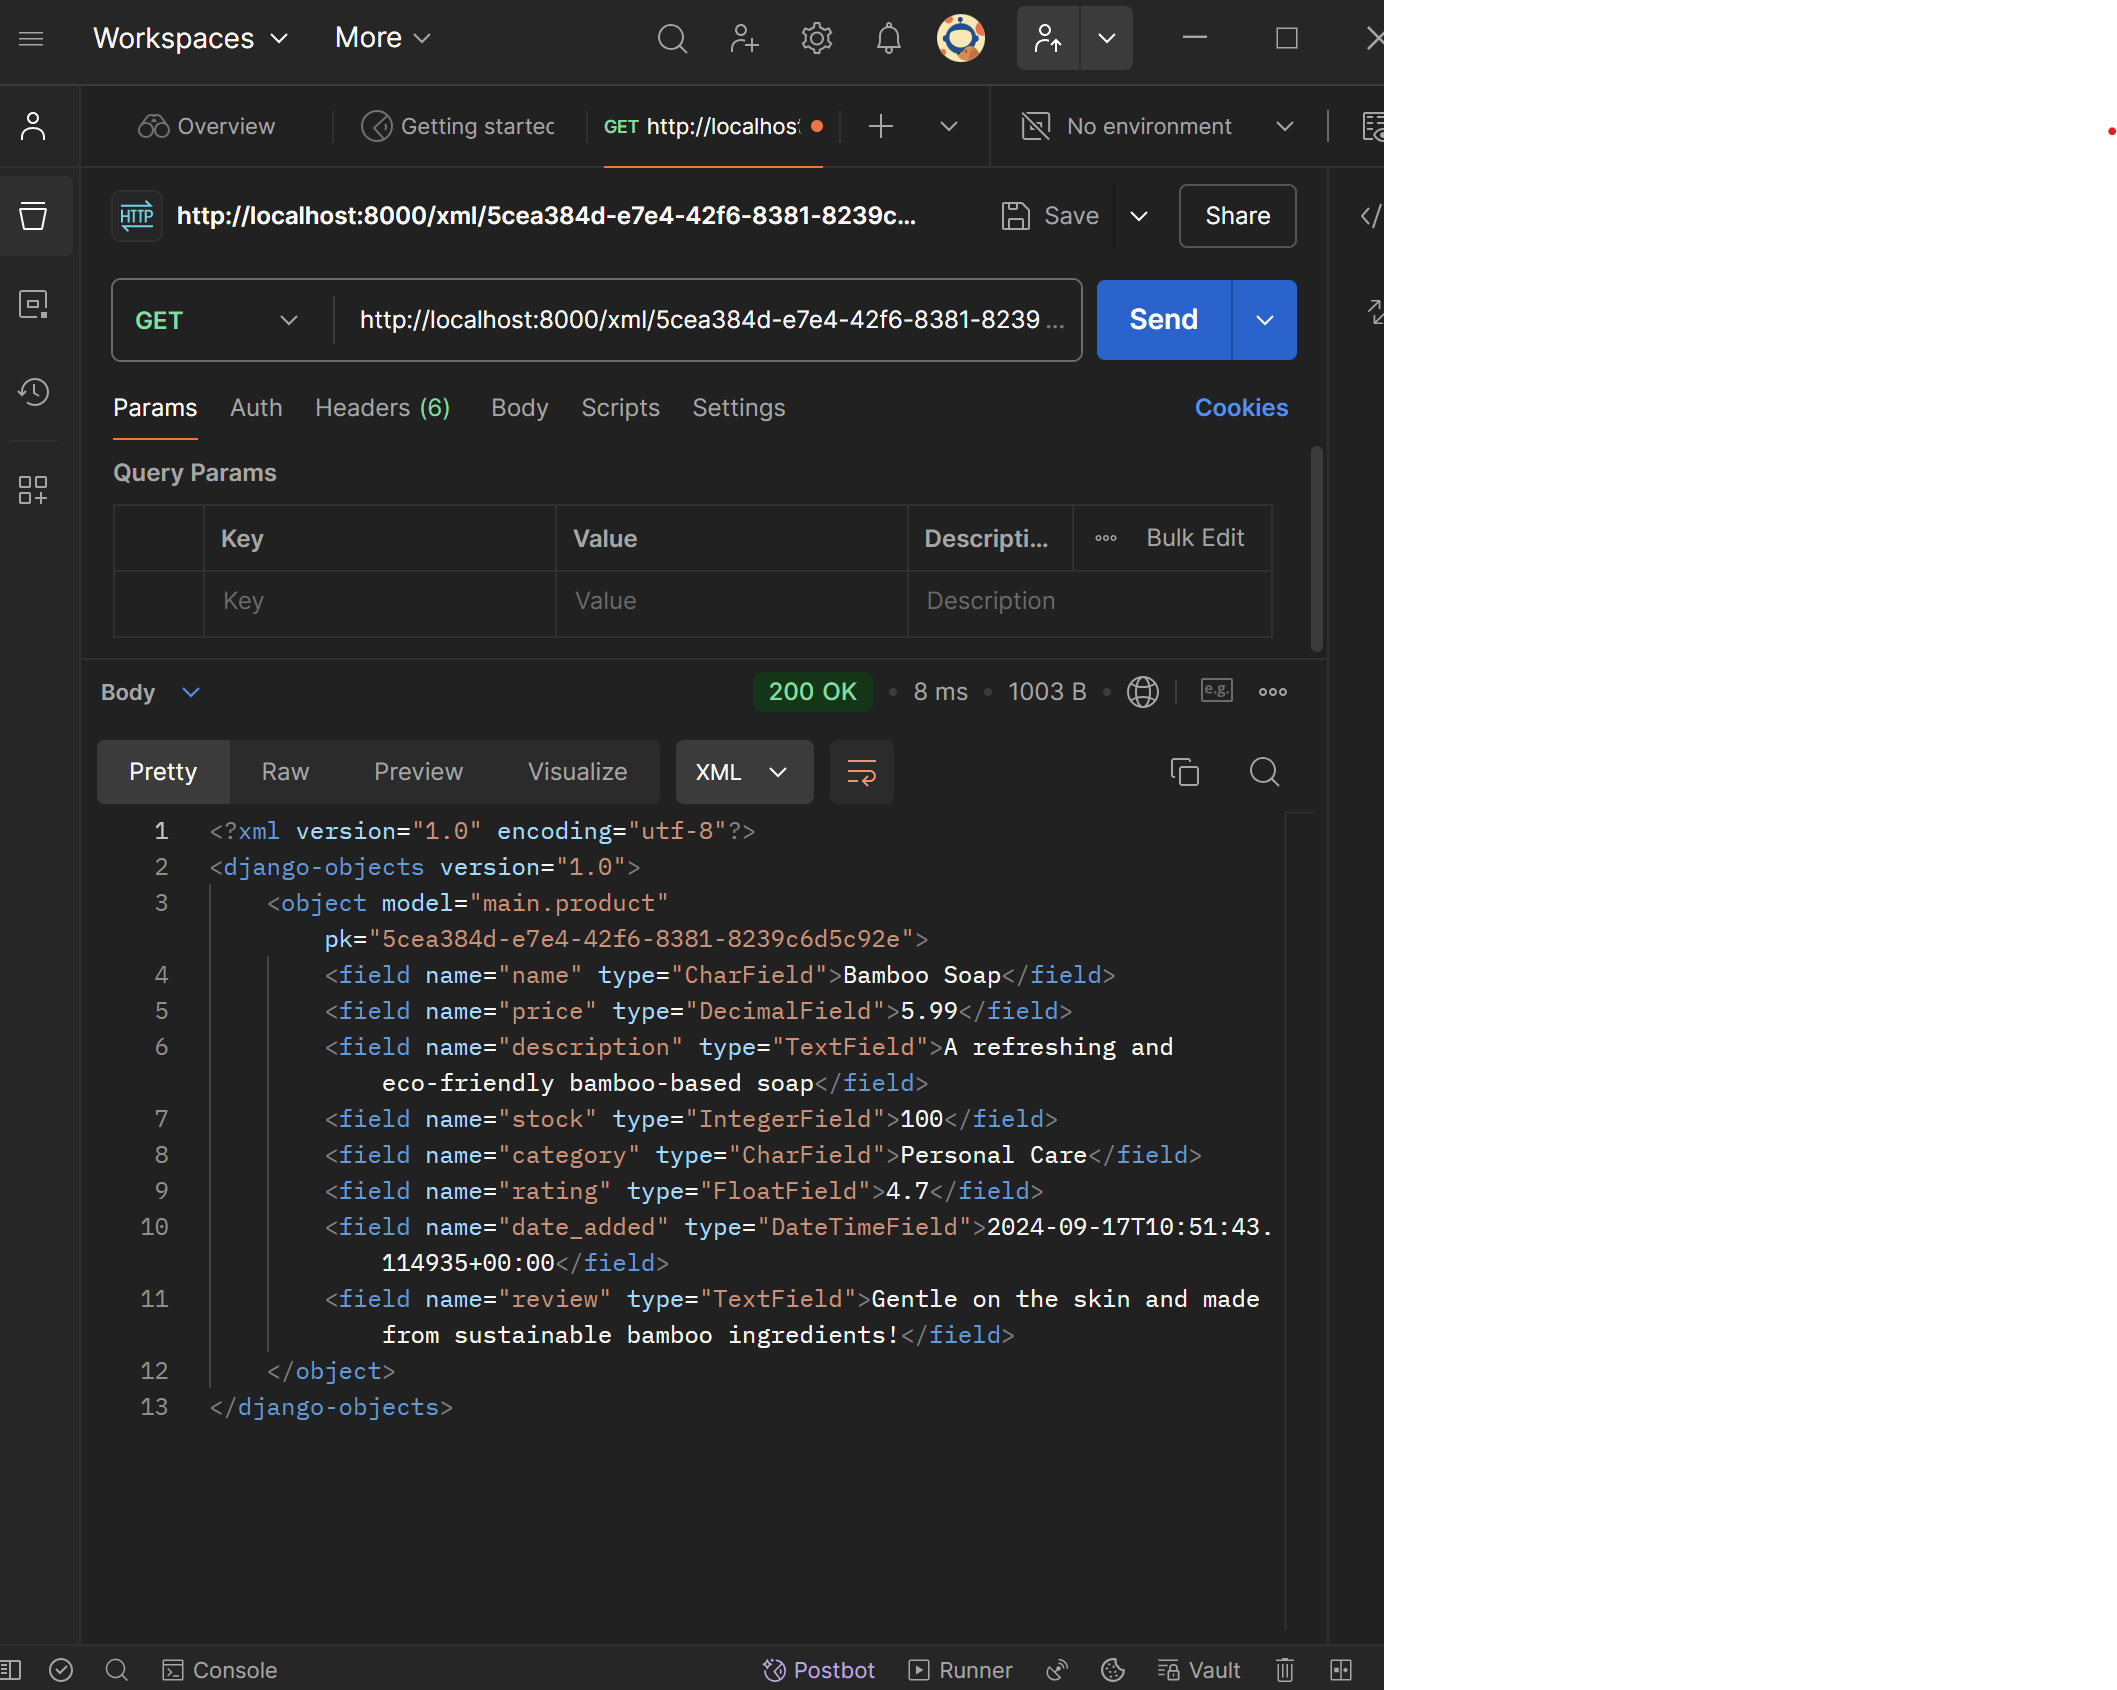 Workspaces More
Overview Getting started GET http://localhost No environment
HTTP http://localhost:8000/xml/5cea384d-e7e4-42f6-8381-8239c... Save Share
GET http://localhost:8000/xml/5cea384d-e7e4-42f6-8381-8239 ... Send
Params Auth Headers (6) Body Scripts Settings Cookies
Query Params
Key Value Descripti... Bulk Edit
Key Value Description
Body 200 OK 8 ms 1003 B e.g.
Pretty Raw Preview Visualize XML
1 <?xml version="1.0" encoding="utf-8"?>
2 <django-objects version="1.0">
3 <object model="main.product"
pk="5cea384d-e7e4-42f6-8381-8239c6d5c92e">
4 <field name="name" type="CharField">Bamboo Soap</field>
5 <field name="price" type="DecimalField">5.99</field>
6 <field name="description" type="TextField">A refreshing and
eco-friendly bamboo-based soap</field>
7 <field name="stock" type="IntegerField">100</field>
8 <field name="category" type="CharField">Personal Care</field>
9 <field name="rating" type="FloatField">4.7</field>
10 <field name="date_added" type="DateTimeField">2024-09-17T10:51:43.
114935+00:00</field>
11 <field name="review" type="TextField">Gentle on the skin and made
from sustainable bamboo ingredients!</field>
12 </object>
13 </django-objects>
Console Postbot Runner Vault